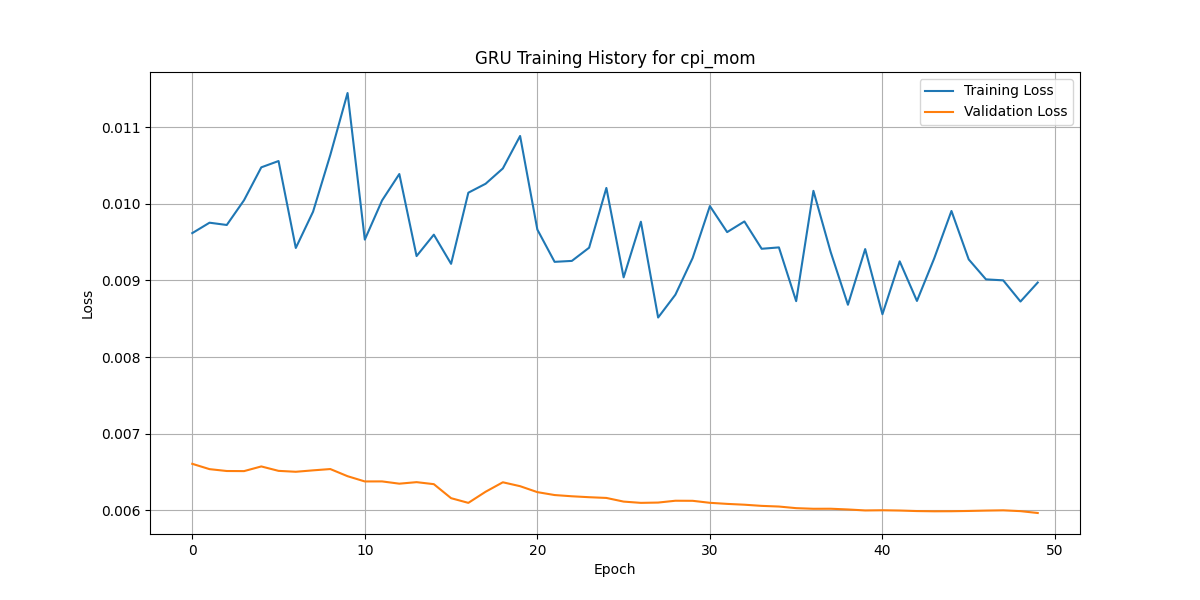 GRU Training History for cpi_mom
Training Loss
Validation Loss
0.011
0.010
0.009
0.008
0.007
0.006
Loss
0 10 20 30 40 50
Epoch